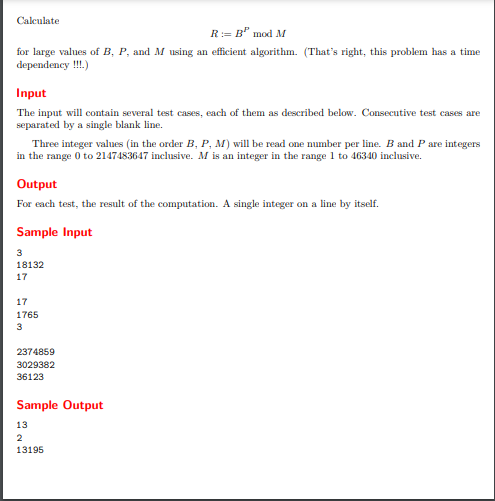 Calculate
R := B^P mod M
for large values of B, P, and M using an efficient algorithm. (That's right, this problem has a time
dependency !!!.)
Input
The input will contain several test cases, each of them as described below. Consecutive test cases are
separated by a single blank line.
Three integer values (in the order B, P, M) will be read one number per line. B and P are integers
in the range 0 to 2147483647 inclusive. M is an integer in the range 1 to 46340 inclusive.
Output
For each test, the result of the computation. A single integer on a line by itself.
Sample Input
3
18132
17
17
1765
3
2374859
3029382
36123
Sample Output
13
2
13195